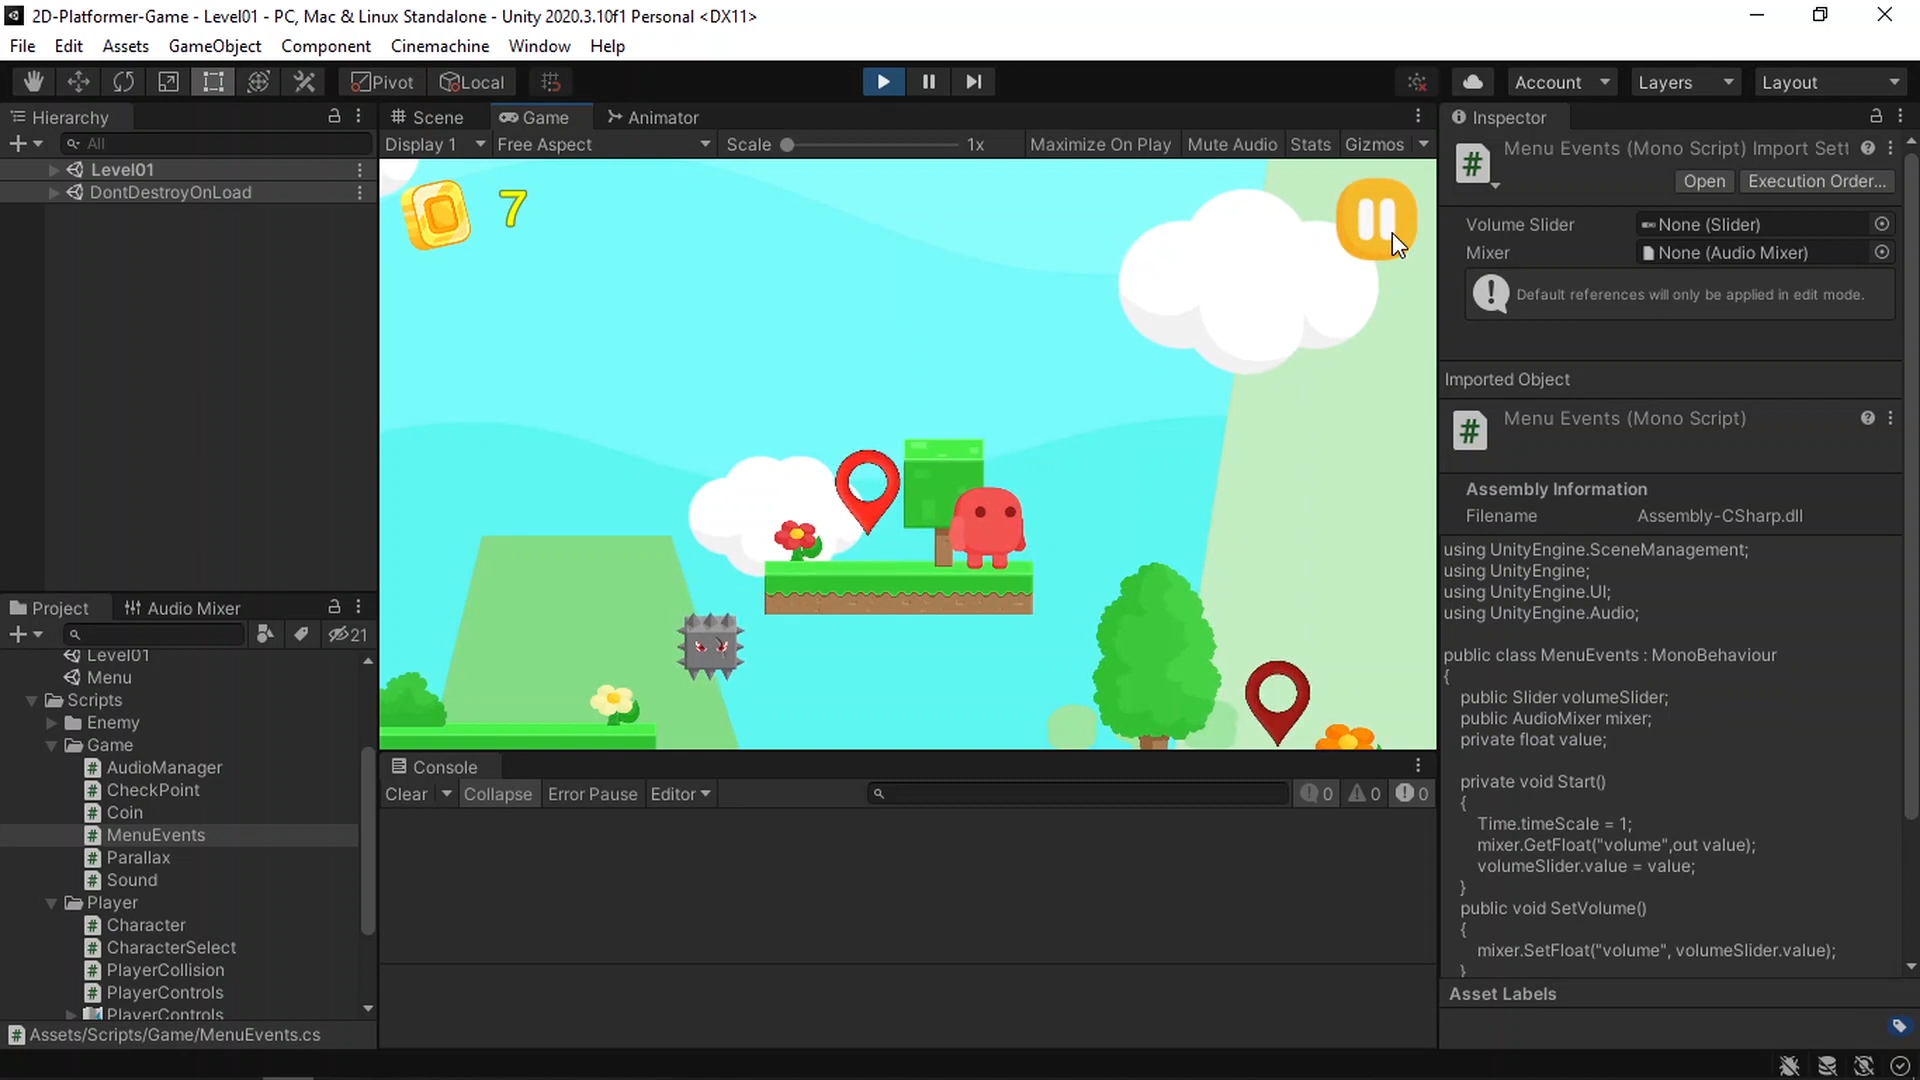 2D-Platformer-Game - Level01 - PC, Mac & Linux Standalone - Unity 2020.3.10f1 Personal <DX11>
File Edit Assets GameObject Component Cinemachine Window Help
Pivot Local Account Layers Layout
Hierarchy
All
Level01
DontDestroyOnLoad
Scene Game Animator
Display 1 Free Aspect Scale 1x Maximize On Play Mute Audio Stats Gizmos
7
Project Audio Mixer
21
Level01
Menu
Scripts
Enemy
Game
AudioManager
CheckPoint
Coin
MenuEvents
Parallax
Sound
Player
Character
CharacterSelect
PlayerCollision
PlayerControls
PlayerControls
Assets/Scripts/Game/MenuEvents.cs
Console
Clear Collapse Error Pause Editor 0 0 0
Inspector
Menu Events (Mono Script) Import Sett
Open Execution Order...
Volume Slider None (Slider)
Mixer None (Audio Mixer)
Default references will only be applied in edit mode.
Imported Object
Menu Events (Mono Script)
Assembly Information
Filename Assembly-CSharp.dll
using UnityEngine.SceneManagement;
using UnityEngine;
using UnityEngine.UI;
using UnityEngine.Audio;
public class MenuEvents : MonoBehaviour
{
public Slider volumeSlider;
public AudioMixer mixer;
private float value;
private void Start()
{
Time.timeScale = 1;
mixer.GetFloat("volume",out value);
volumeSlider.value = value;
}
public void SetVolume()
{
mixer.SetFloat("volume", volumeSlider.value);
}
Asset Labels